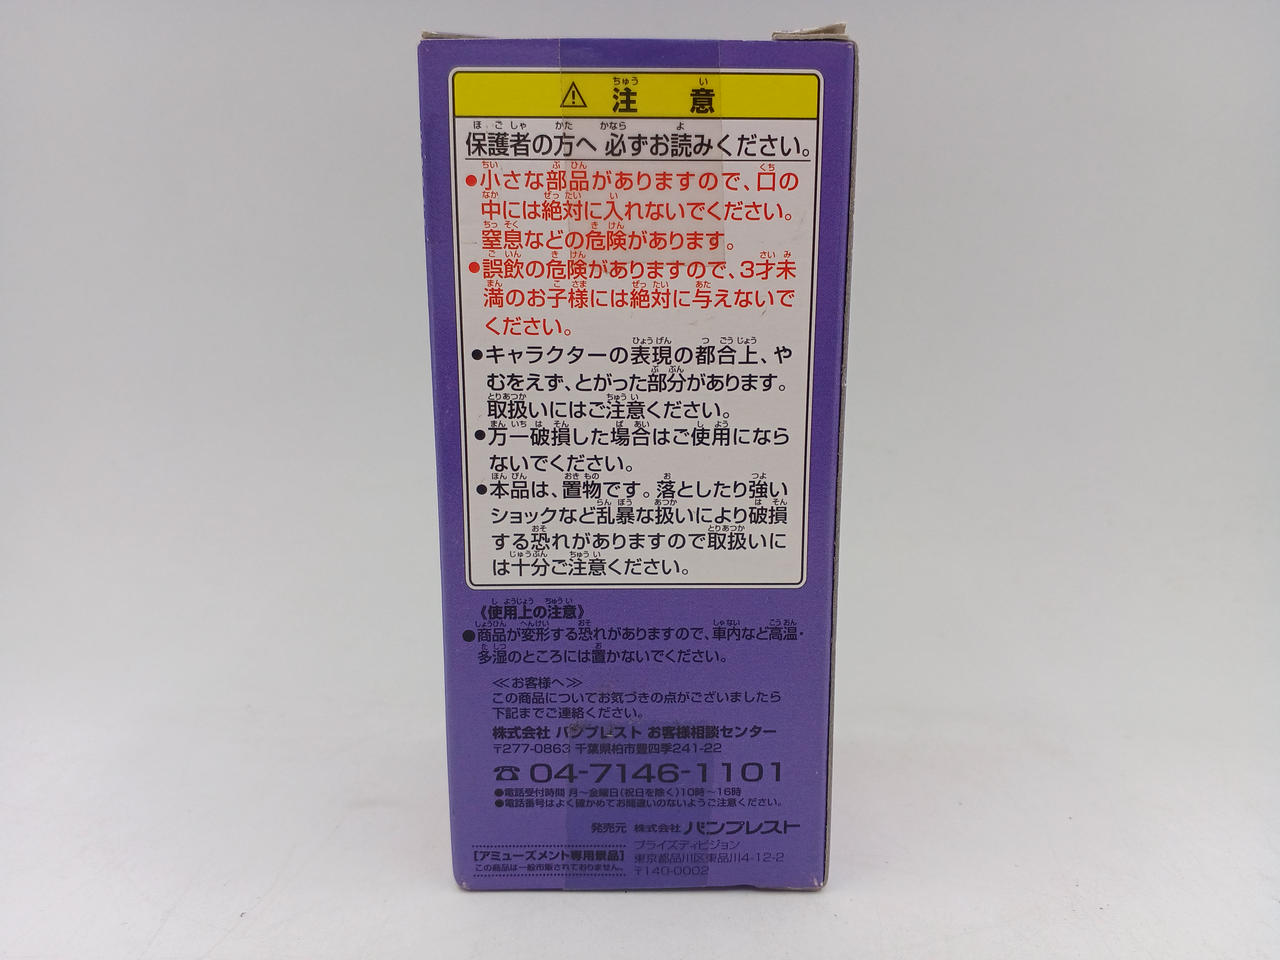 ⚠ 注意
保護者の方へ 必ずお読みください。
●小さな部品がありますので、口の
中には絶対に入れないでください。
窒息などの危険があります。
●誤飲の危険がありますので、3才未
満のお子様には絶対に与えないで
ください。
●キャラクターの表現の都合上、や
むをえず、とがった部分があります。
取扱いにはご注意ください。
●万一破損した場合はご使用になら
ないでください。
●本品は、置物です。落としたり強い
ショックなど乱暴な扱いにより破損
する恐れがありますので取扱いに
は十分ご注意ください。
《使用上の注意》
●商品が変形する恐れがありますので、車内など高温・
多湿のところには置かないでください。
≪お客様へ≫
この商品についてお気づきの点がございましたら
下記までご連絡ください。
株式会社 バンプレスト お客様相談センター
〒277-0863 千葉県柏市豊四季241-22
☎ 04-7146-1101
●電話受付時間 月〜金曜日(祝日を除く)10時〜16時
●電話番号はよく確かめてお間違いのないようご注意ください。
発売元 株式会社 バンプレスト
プライズディビジョン
東京都品川区東品川4-12-2
〒140-0002
[アミューズメント専用景品]
この商品は一般市販されておりません。